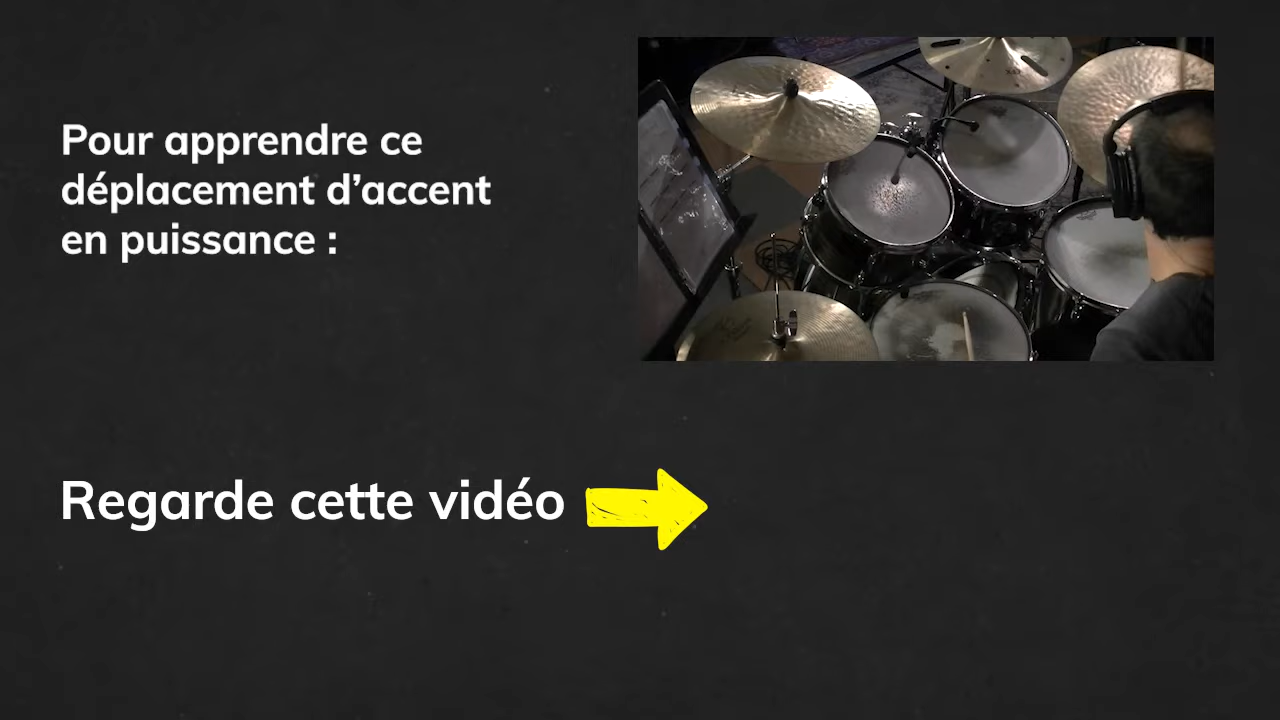 Pour apprendre ce
déplacement d’accent
en puissance :
Regarde cette vidéo